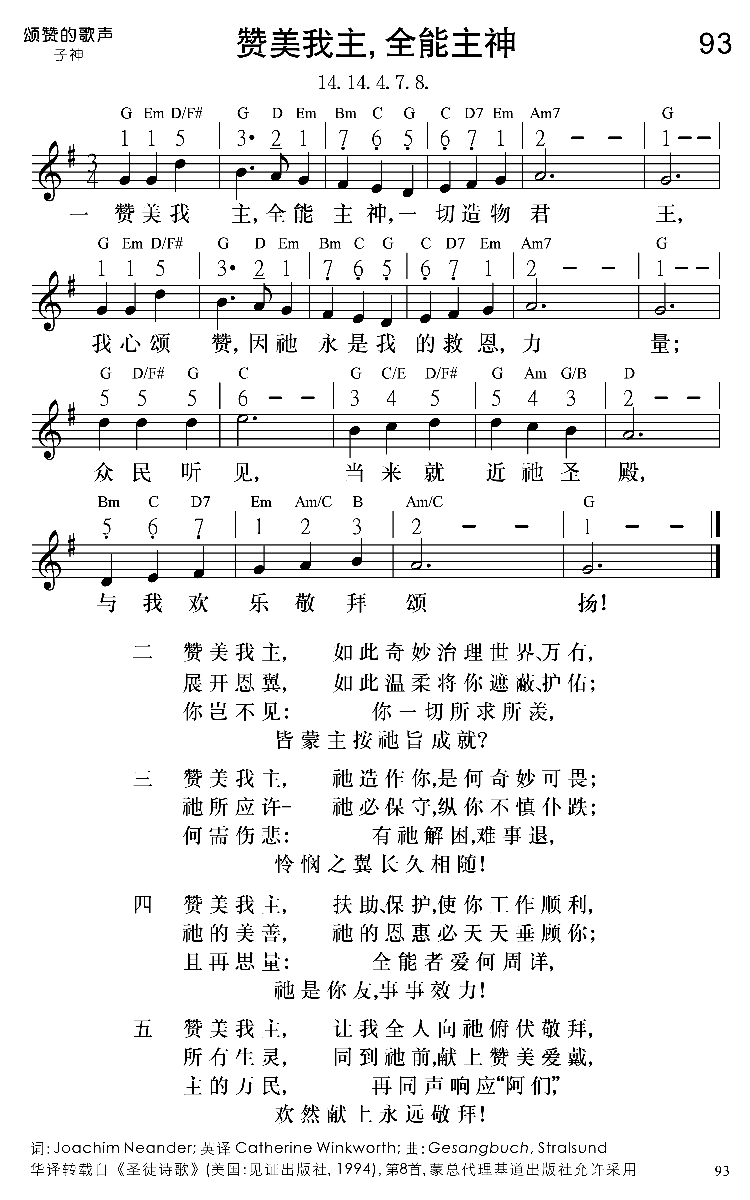 颂赞的歌声
子神
赞美我主，全能主神
93
14. 14. 4. 7. 8.
G Em D/F# G D Em Bm C G C D7 Em Am7 G
1 1 5 | 3· 2 1 | 7 6 5 | 6 7 1 | 2 – – | 1 – – |
3
4
一 赞美我 主，全能 主 神，一 切造物 君 王，
G Em D/F# G D Em Bm C G C D7 Em Am7 G
1 1 5 | 3· 2 1 | 7 6 5 | 6 7 1 | 2 – – | 1 – – |
我心颂 赞，因祂 永是我 的救恩，力 量；
G D/F# G C G C/E D/F# G Am G/B D
5 5 5 | 6 – – | 3 4 5 | 5 4 3 | 2 – – |
众 民 听 见， 当 来 就 近 祂 圣 殿，
Bm C D7 Em Am/C B Am/C G
5 6 7 | 1 2 3 | 2 – – | 1 – –
与 我 欢 乐 敬 拜 颂 扬！
二 赞美我主， 如此奇妙治理世界、万有，
展开恩翼， 如此温柔将你遮蔽、护佑；
你岂不见： 你一切所求所羡，
皆蒙主按祂旨成就？
三 赞美我主， 祂造作你，是何奇妙可畏；
祂所应许– 祂必保守，纵你不慎仆跌；
何需伤悲： 有祂解困，难事退，
怜悯之翼长久相随！
四 赞美我主， 扶助、保护，使你工作顺利，
祂的美善， 祂的恩惠必天天垂顾你；
且再思量： 全能者爱何周详，
祂是你友，事事效力！
五 赞美我主， 让我全人向祂俯伏敬拜，
所有生灵， 同到祂前，献上赞美爱戴，
主的万民， 再同声响应“阿们”，
欢然献上永远敬拜！
词：Joachim Neander; 英译 Catherine Winkworth; 曲：Gesangbuch, Stralsund
华译转载自《圣徒诗歌》(美国：见证出版社, 1994), 第8首, 蒙总代理基道出版社允许采用
93